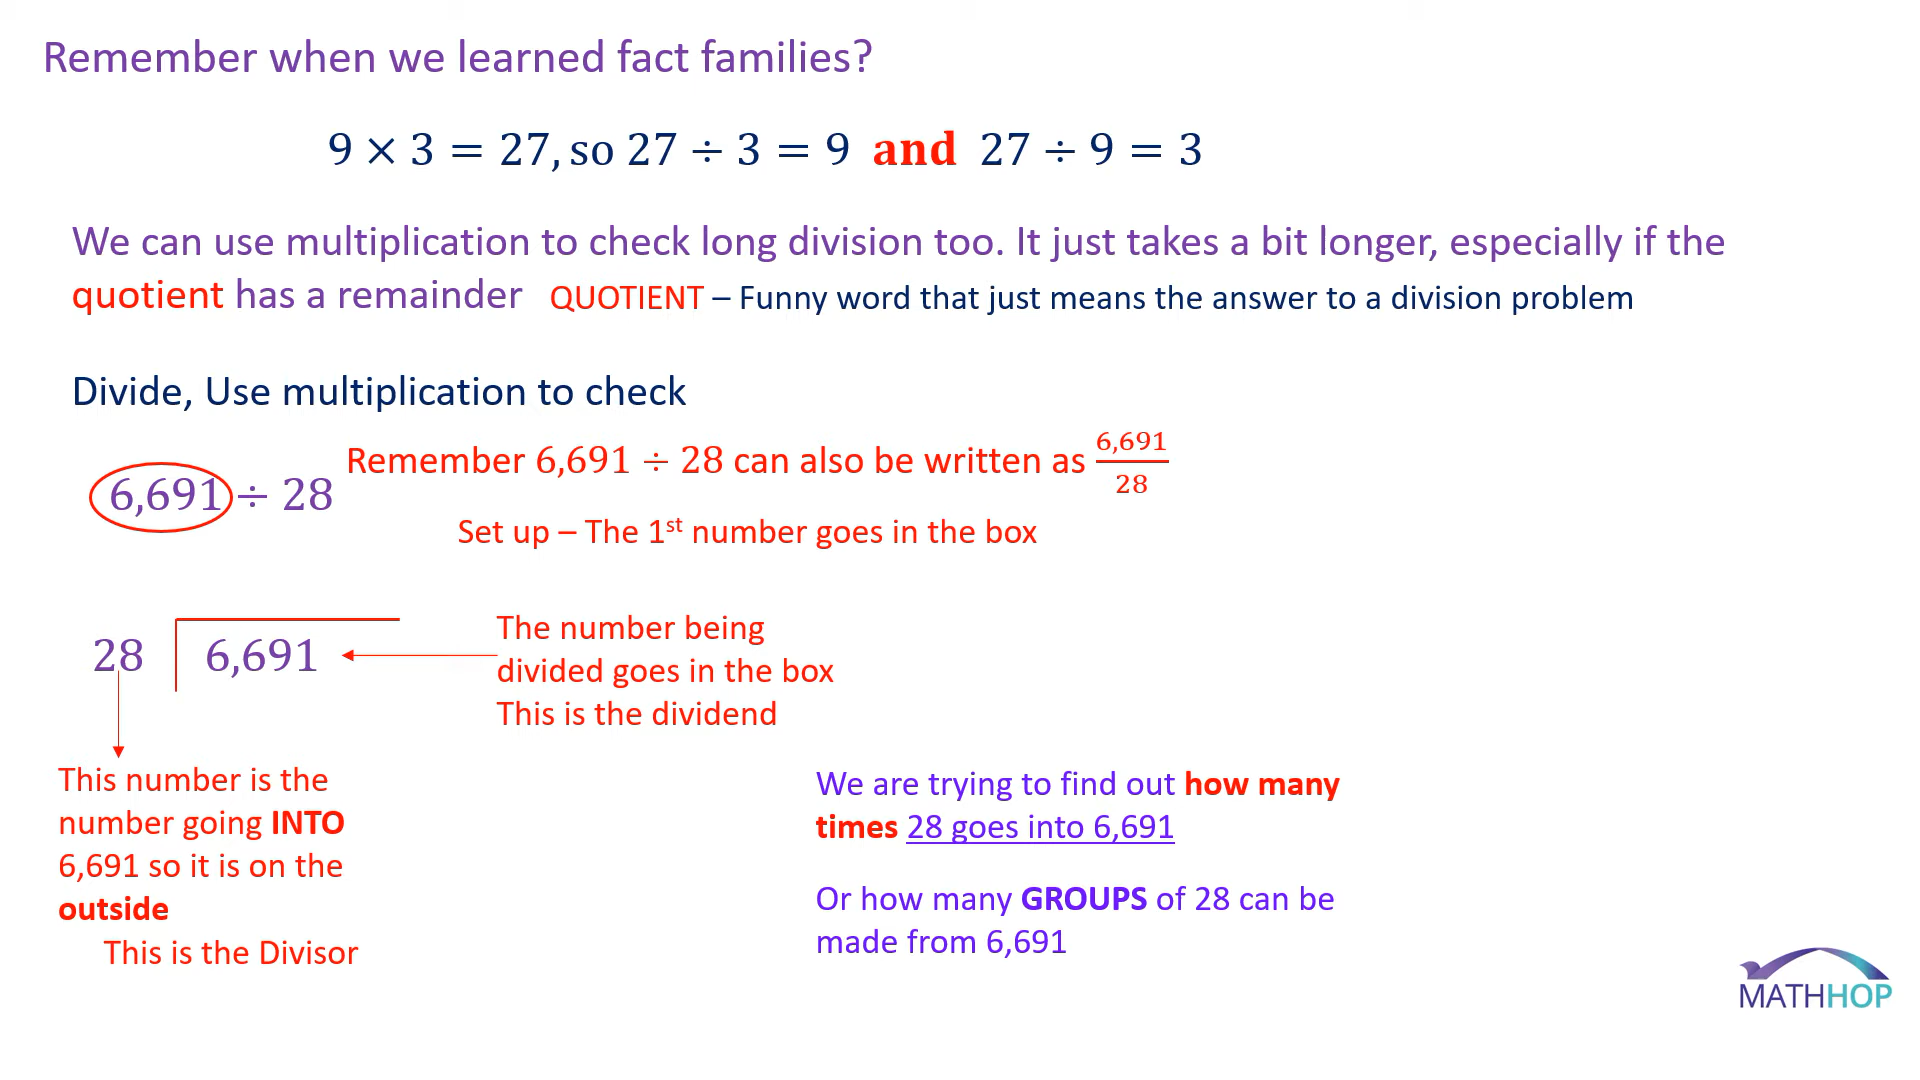 Remember when we learned fact families?
9 × 3 = 27, so 27 ÷ 3 = 9 and 27 ÷ 9 = 3
We can use multiplication to check long division too. It just takes a bit longer, especially if the
quotient has a remainder QUOTIENT – Funny word that just means the answer to a division problem
Divide, Use multiplication to check
Remember 6,691 ÷ 28 can also be written as 6,691/28
6,691 ÷ 28
Set up – The 1st number goes in the box
28 6,691
The number being
divided goes in the box
This is the dividend
This number is the
number going INTO
6,691 so it is on the
outside
This is the Divisor
We are trying to find out how many
times 28 goes into 6,691
Or how many GROUPS of 28 can be
made from 6,691
MATHHOP